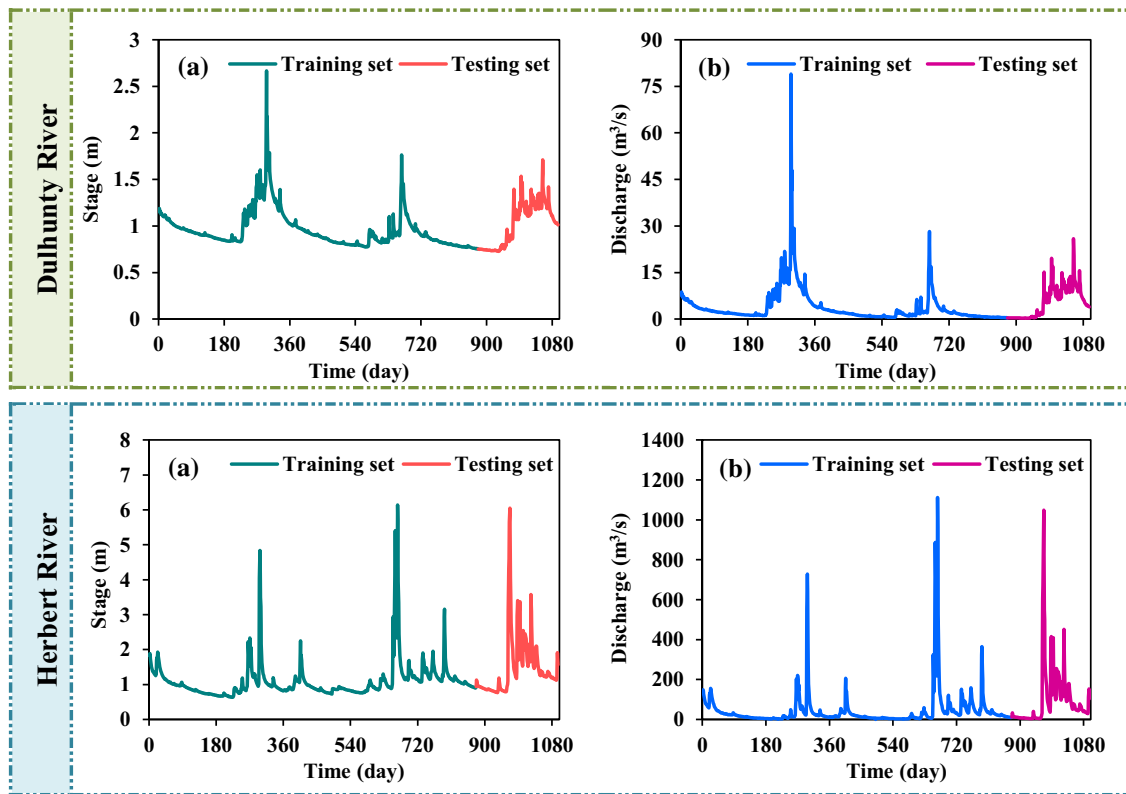 Dulhunty River
(a)
Training set
Testing set
Stage (m)
3
2.5
2
1.5
1
0.5
0
0 180 360 540 720 900 1080
Time (day)
(b)
Training set
Testing set
Discharge (m³/s)
90
75
60
45
30
15
0
0 180 360 540 720 900 1080
Time (day)
Herbert River
(a)
Training set
Testing set
Stage (m)
8
7
6
5
4
3
2
1
0
0 180 360 540 720 900 1080
Time (day)
(b)
Training set
Testing set
Discharge (m³/s)
1400
1200
1000
800
600
400
200
0
0 180 360 540 720 900 1080
Time (day)